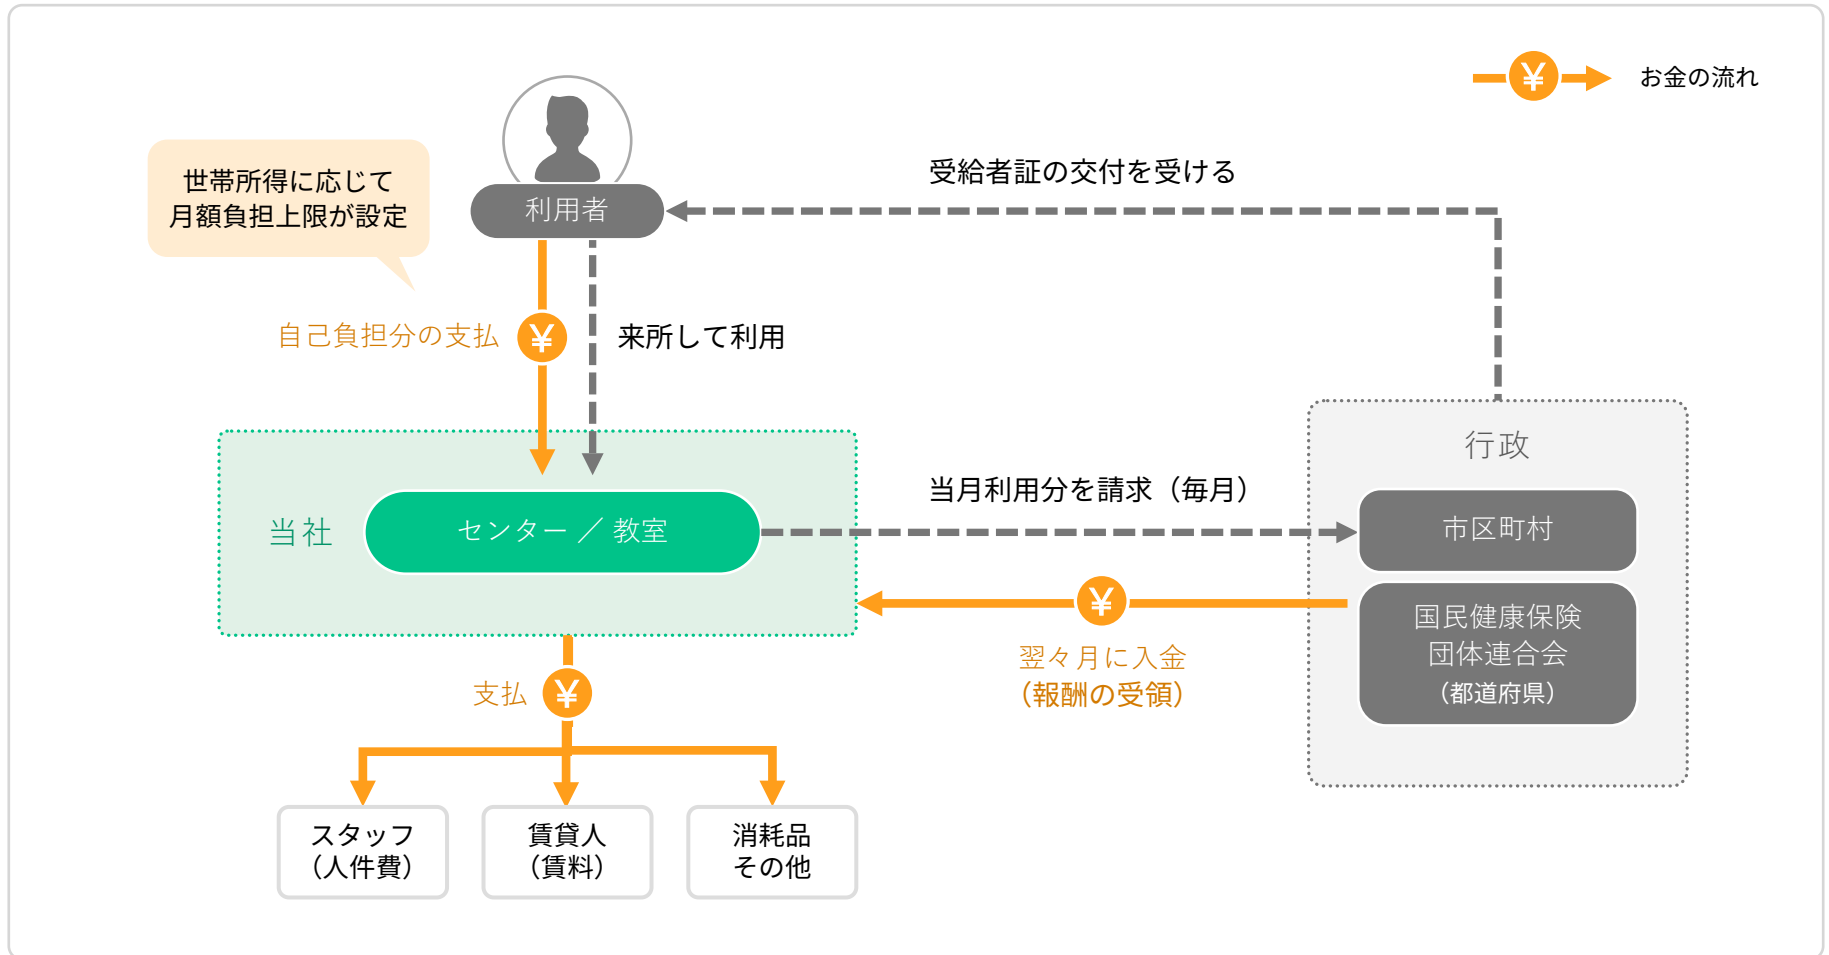 ¥
お金の流れ
世帯所得に応じて
月額負担上限が設定
利用者
受給者証の交付を受ける
自己負担分の支払
¥
来所して利用
当社
センター ／ 教室
当月利用分を請求（毎月）
行政
市区町村
国民健康保険
団体連合会
（都道府県）
¥
翌々月に入金
（報酬の受領）
支払
¥
スタッフ
（人件費）
賃貸人
（賃料）
消耗品
その他